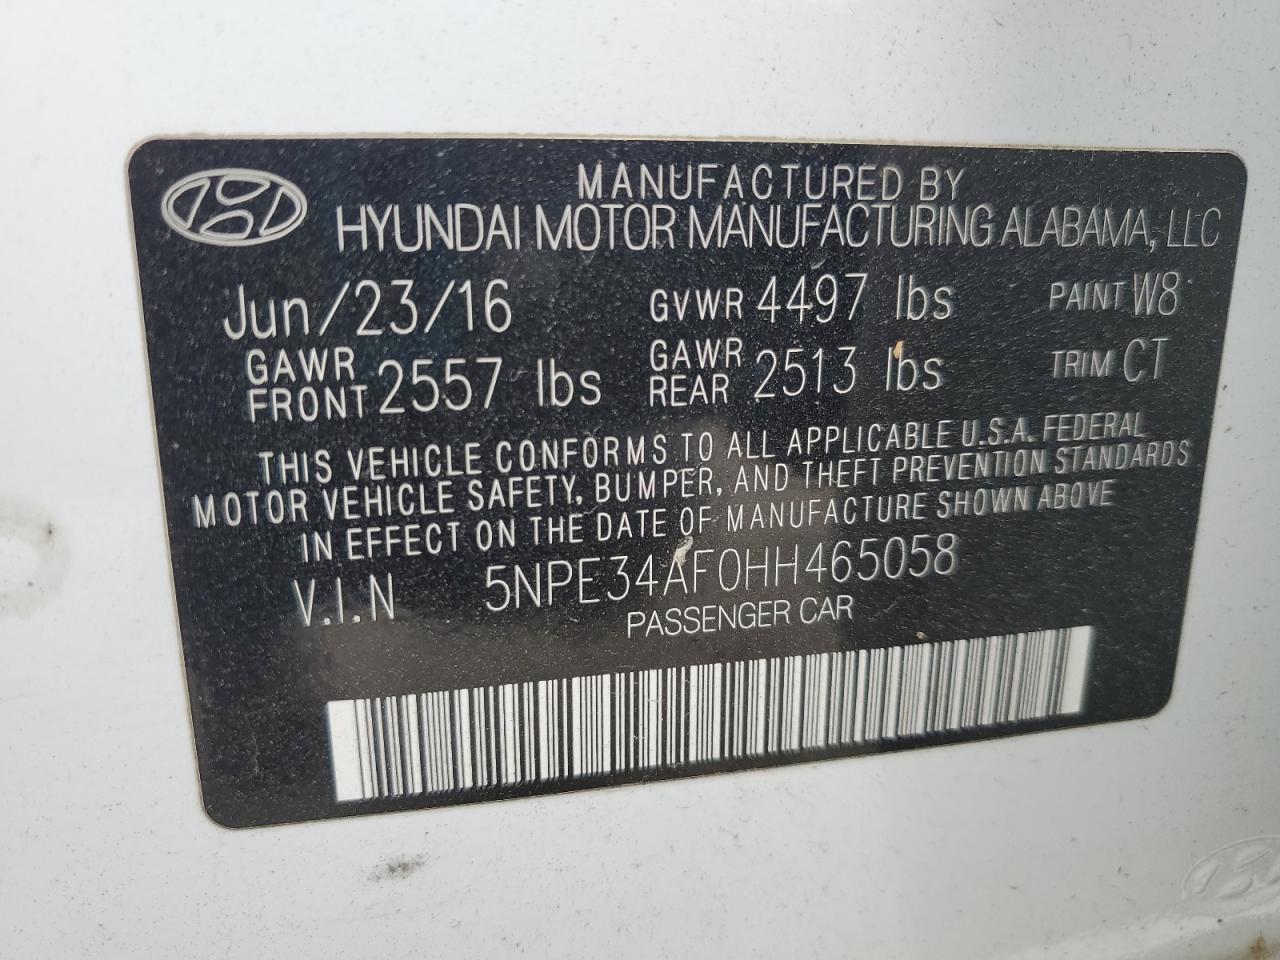 MANUFACTURED BY
HYUNDAI MOTOR MANUFACTURING ALABAMA, LLC
Jun/23/16 GVWR 4497 lbs PAINT W8
GAWR FRONT 2557 lbs GAWR REAR 2513 lbs TRIM CT
THIS VEHICLE CONFORMS TO ALL APPLICABLE U.S.A. FEDERAL
MOTOR VEHICLE SAFETY, BUMPER, AND THEFT PREVENTION STANDARDS
IN EFFECT ON THE DATE OF MANUFACTURE SHOWN ABOVE
V.I.N 5NPE34AF0HH465058
PASSENGER CAR